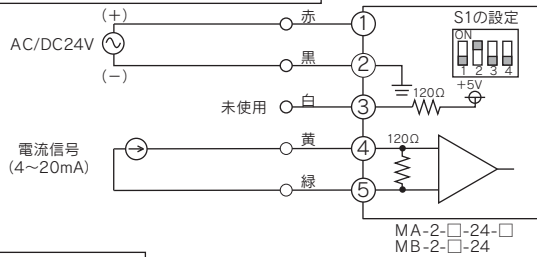 (+)
赤
①
S1の設定
ON
1 2 3 4
AC/DC24V
黒
②
(−)
+5V
120Ω
未使用
白
③
電流信号
(4〜20mA)
黄
④
120Ω
緑
⑤
MA-2-□-24-□
MB-2-□-24